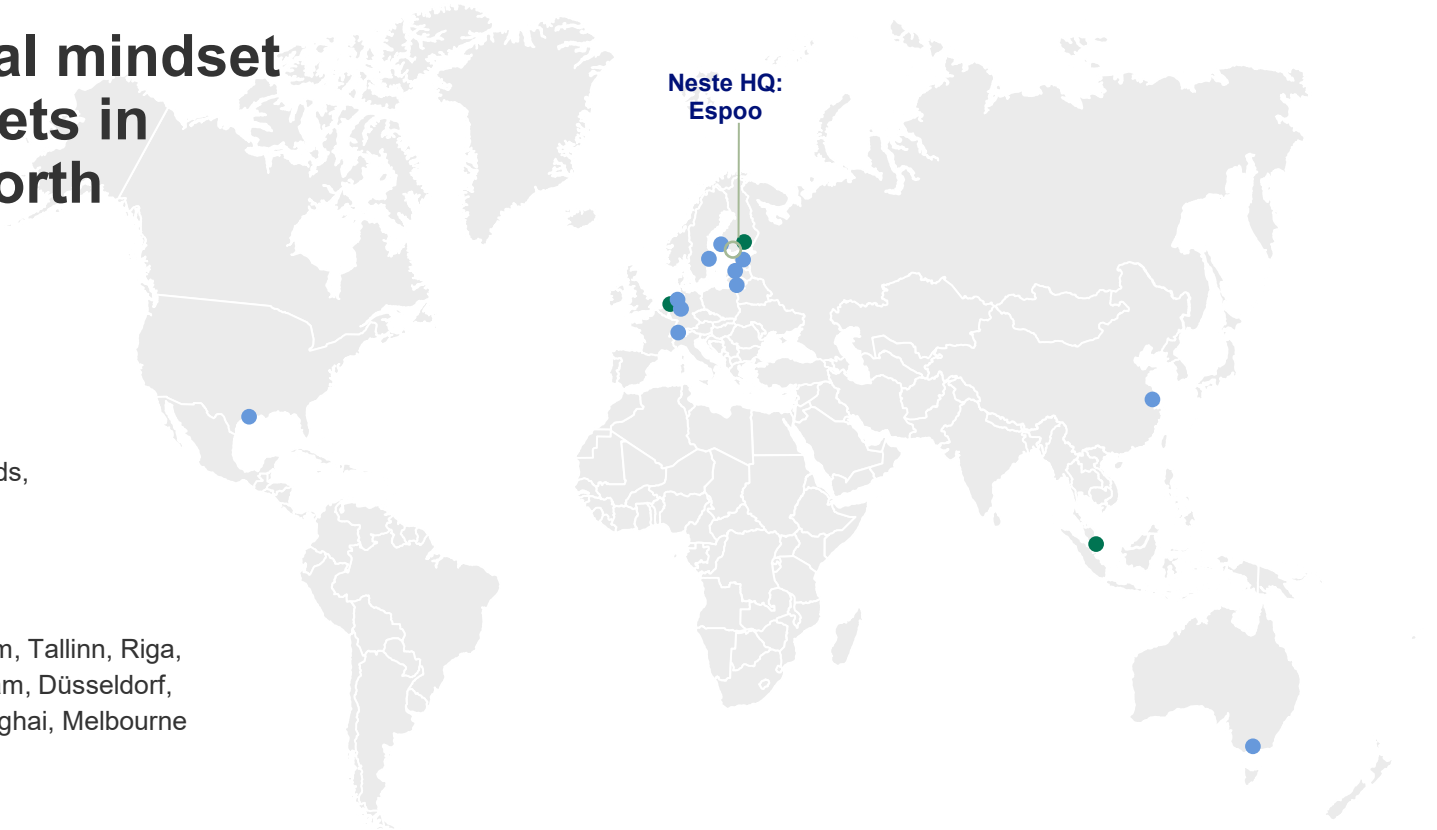 al mindset
ets in
orth
Neste HQ:
Espoo
ds,
m, Tallinn, Riga,
am, Düsseldorf,
ghai, Melbourne